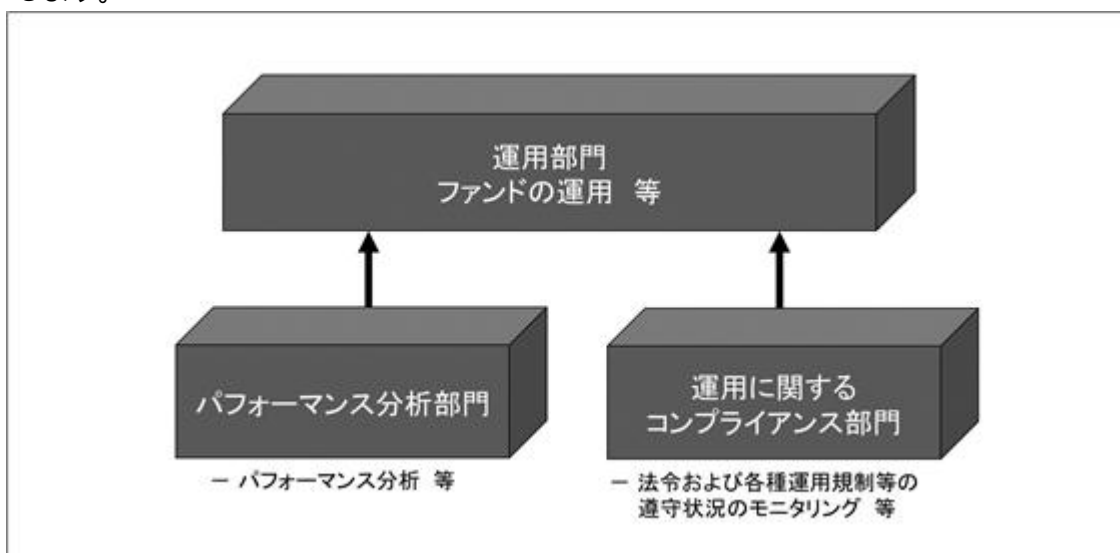 します。
運用部門
ファンドの運用 等
パフォーマンス分析部門
運用に関する
コンプライアンス部門
－ パフォーマンス分析 等
－ 法令および各種運用規制等の
遵守状況のモニタリング 等